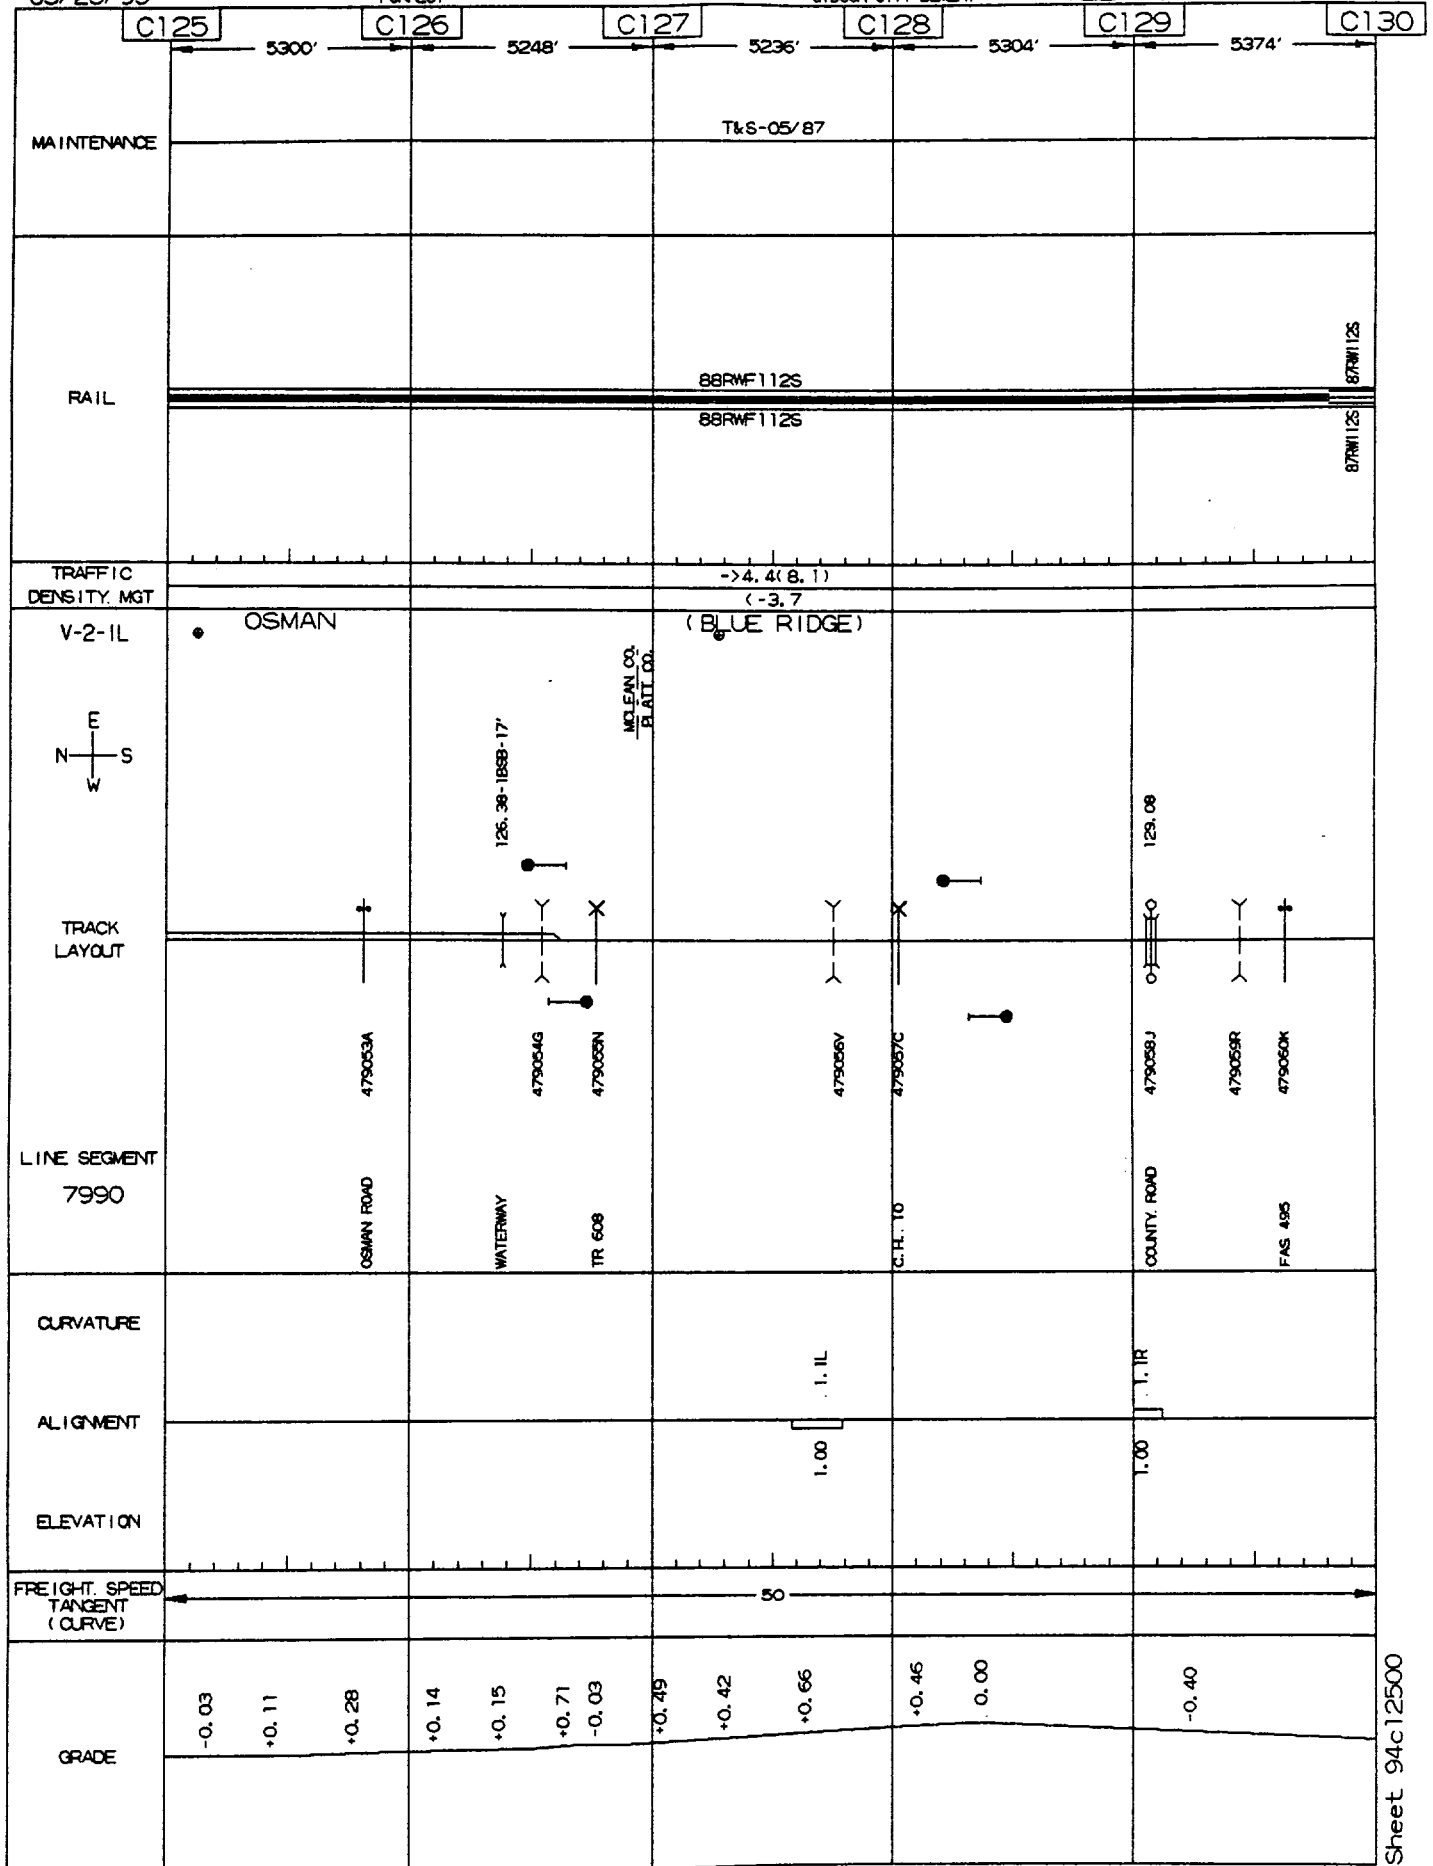 C125 C126 C127 C128 C129 C130
5300' 5248' 5236' 5304' 5374'
MAINTENANCE
T&S-05/87
RAIL
88RWF112S
88RWF112S
87RW112S
87RW112S
TRAFFIC
DENSITY. MGT
->4.4(8.1)
<-3.7
V-2-IL
OSMAN
(BLUE RIDGE)
MCLEAN CO.
PLATT CO.
E
N S
W
126.38-1BSB-17'
129.08
TRACK
LAYOUT
479053A
479054G
479055N
479056V
479057C
479058J
479059R
479060K
LINE SEGMENT
7990
OSMAN ROAD
WATERWAY
TR 608
C.H. 10
COUNTY. ROAD
FAS 495
CURVATURE
1.1L
1.1R
ALIGNMENT
1.00
1.00
ELEVATION
FREIGHT. SPEED
TANGENT
(CURVE)
50
GRADE
-0.03
+0.11
+0.28
+0.14
+0.15
+0.71
-0.03
+0.49
+0.42
+0.66
+0.46
0.00
-0.40
Sheet 94c12500